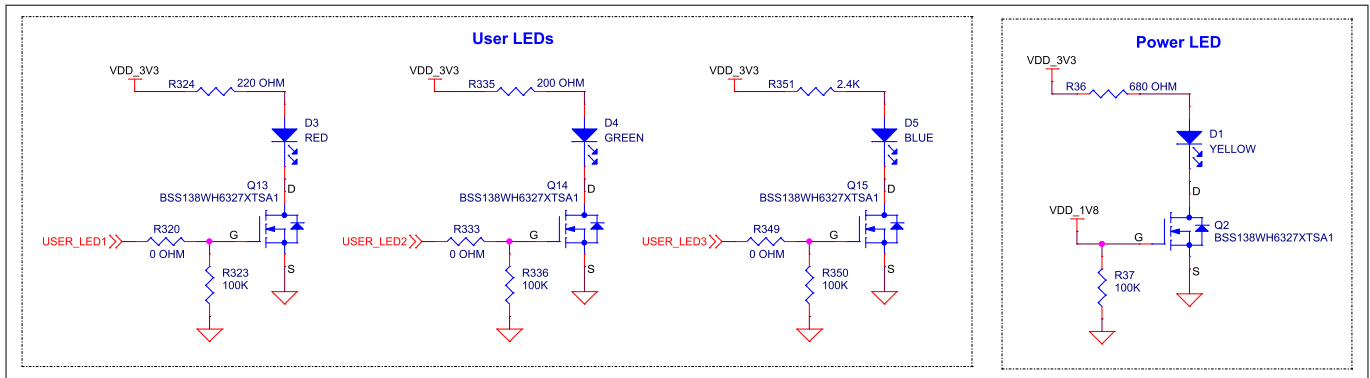 User LEDs
VDD_3V3
R324
220 OHM
D3
RED
Q13
BSS138WH6327XTSA1
D
USER_LED1
R320
0 OHM
G
R323
100K
S
VDD_3V3
R335
200 OHM
D4
GREEN
Q14
BSS138WH6327XTSA1
D
USER_LED2
R333
0 OHM
G
R336
100K
S
VDD_3V3
R351
2.4K
D5
BLUE
Q15
BSS138WH6327XTSA1
D
USER_LED3
R349
0 OHM
G
R350
100K
S
Power LED
VDD_3V3
R36
680 OHM
D1
YELLOW
D
VDD_1V8
Q2
BSS138WH6327XTSA1
G
R37
100K
S